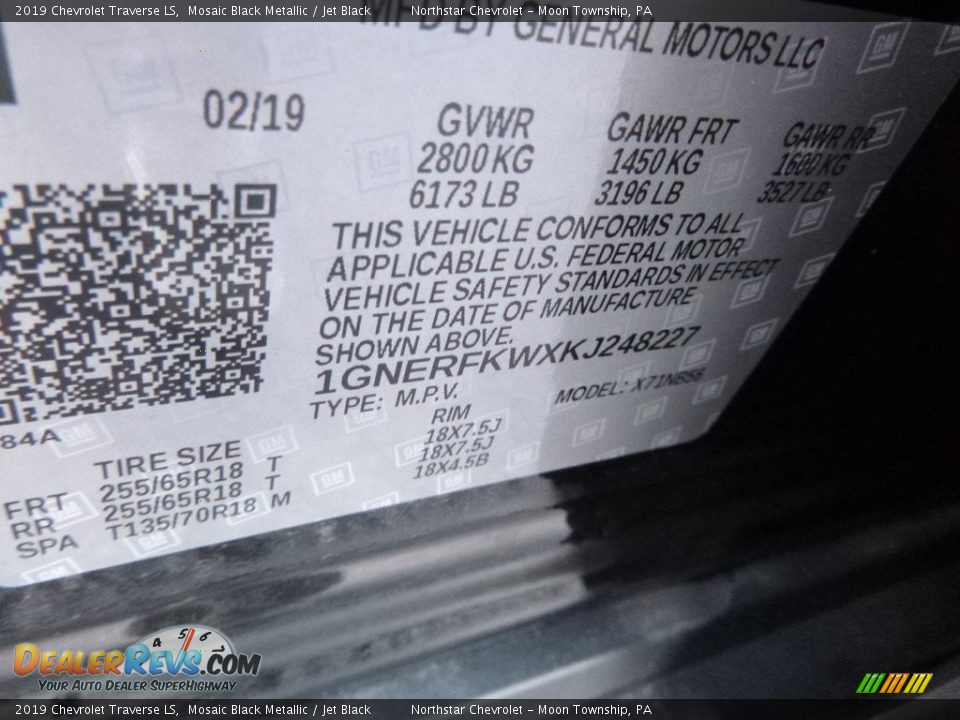 2019 Chevrolet Traverse LS, Mosaic Black Metallic / Jet Black Northstar Chevrolet – Moon Township, PA
MFD BY GENERAL MOTORS LLC
02/19
GVWR GAWR FRT GAWR RR
2800 KG 1450 KG 1600 KG
6173 LB 3196 LB 3527 LB
THIS VEHICLE CONFORMS TO ALL
APPLICABLE U.S. FEDERAL MOTOR
VEHICLE SAFETY STANDARDS IN EFFECT
ON THE DATE OF MANUFACTURE
SHOWN ABOVE.
1GNERFKWXKJ248227
TYPE: M.P.V. MODEL: X71NB56
84A
TIRE SIZE RIM
FRT 255/65R18 T 18X7.5J
RR 255/65R18 T 18X7.5J
SPA T135/70R18 M 18X4.5B
4 5 6
DEALERREVS.COM
YOUR AUTO DEALER SUPERHIGHWAY
2019 Chevrolet Traverse LS, Mosaic Black Metallic / Jet Black Northstar Chevrolet – Moon Township, PA